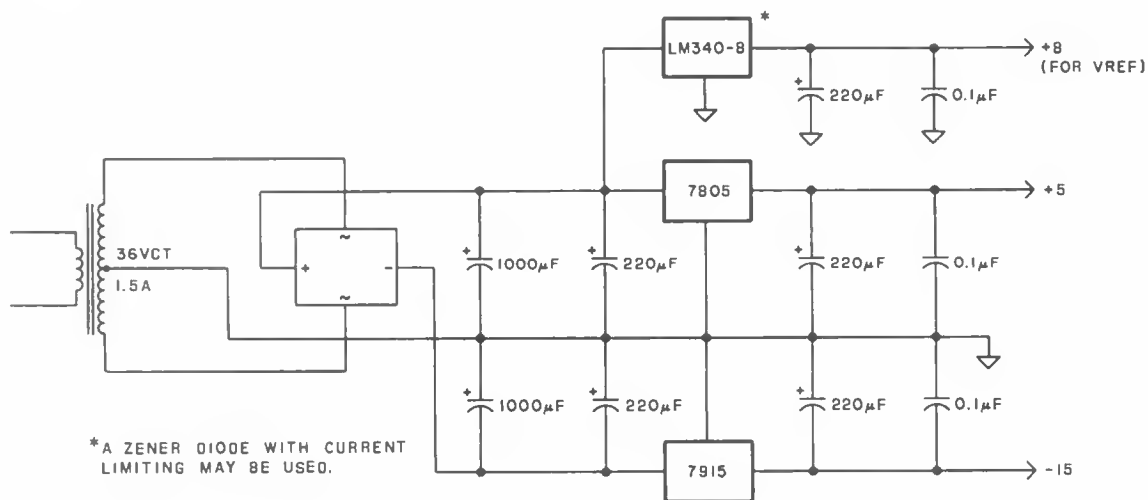 *
LM340-8
+8
(FOR VREF)
+
220µF
0.1µF
7805
+5
~
36VCT
+
-
+
1000µF
+
220µF
+
220µF
0.1µF
1.5A
~
+
1000µF
+
220µF
+
220µF
0.1µF
*A ZENER DIODE WITH CURRENT
LIMITING MAY BE USED.
7915
-15